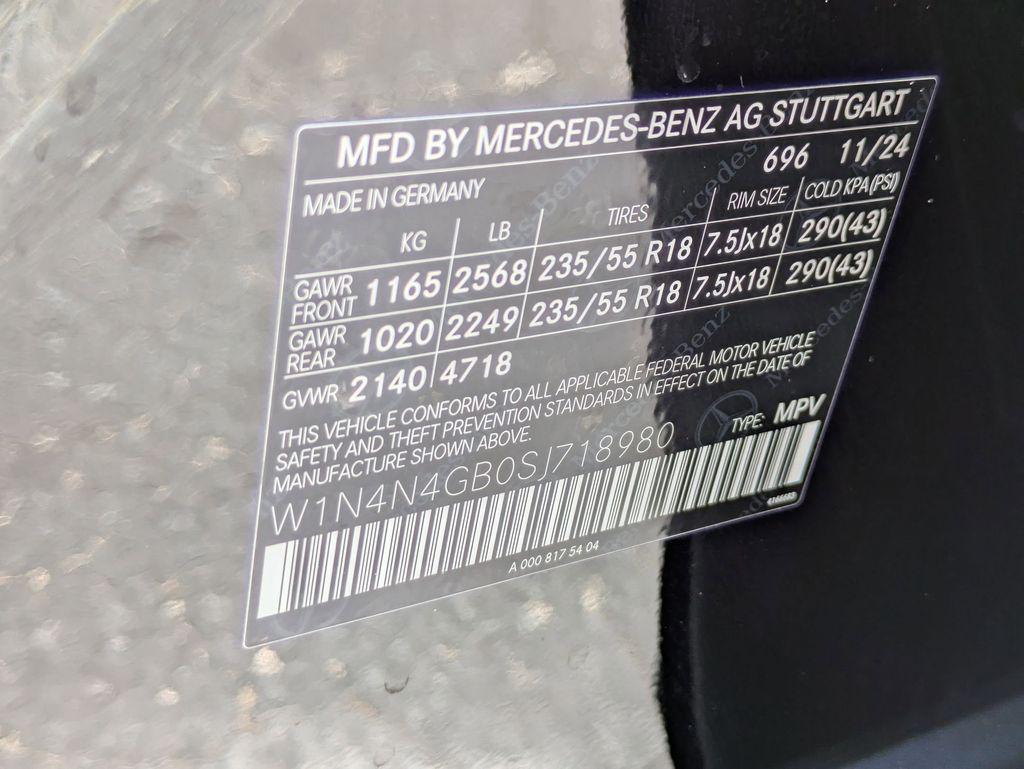 MFD BY MERCEDES-BENZ AG STUTTGART
MADE IN GERMANY 696 11/24
KG LB TIRES RIM SIZE COLD KPA(PSI)
GAWR FRONT 1165 2568 235/55 R18 7.5Jx18 290(43)
GAWR REAR 1020 2249 235/55 R18 7.5Jx18 290(43)
GVWR 2140 4718
THIS VEHICLE CONFORMS TO ALL APPLICABLE FEDERAL MOTOR VEHICLE
SAFETY AND THEFT PREVENTION STANDARDS IN EFFECT ON THE DATE OF
MANUFACTURE SHOWN ABOVE.
W1N4N4GB0SJ718980 TYPE: MPV
A 000 817 54 04